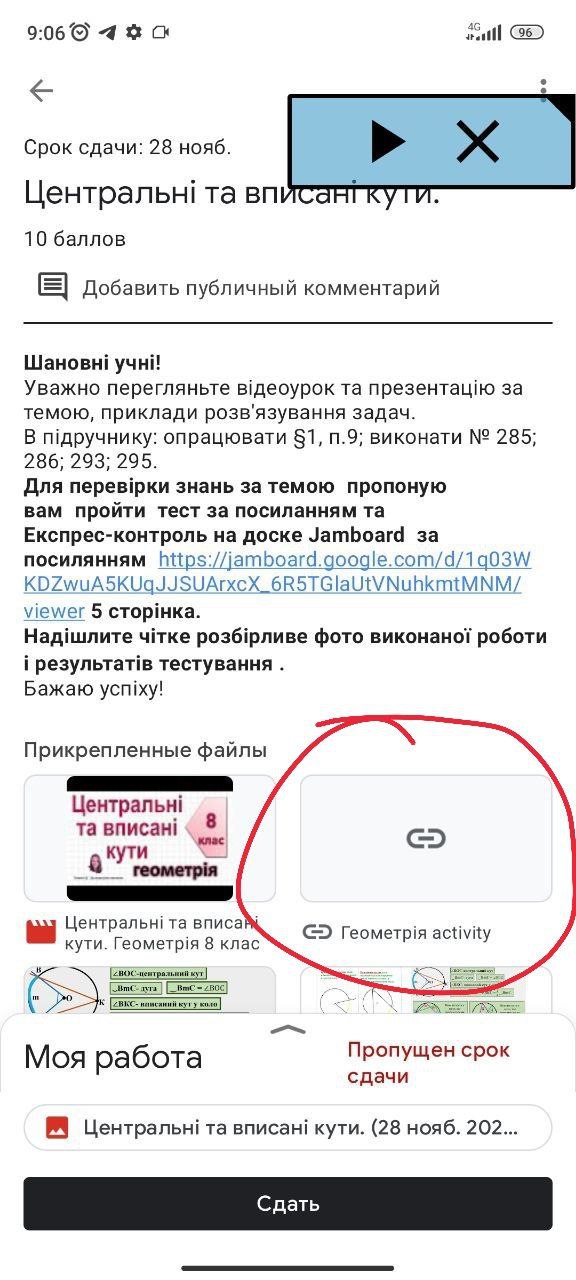 9:06
4G
96
Срок сдачи: 28 нояб.
Центральні та вписані кути.
10 баллов
Добавить публичный комментарий
Шановні учні!
Уважно перегляньте відеоурок та презентацію за
темою, приклади розв'язування задач.
В підручнику: опрацювати §1, п.9; виконати № 285;
286; 293; 295.
Для перевірки знань за темою пропоную
вам пройти тест за посиланням та
Експрес-контроль на доске Jamboard за
посилянням https://jamboard.google.com/d/1q03W
KDZwuA5KUqJJSUArxcX_6R5TGlaUtVNuhkmtMNM/
viewer 5 сторінка.
Надішлите чітке розбірливе фото виконаної роботи
і результатів тестування .
Бажаю успіху!
Прикрепленные файлы
Центральні
та вписані
кути
8
клас
геометрія
Центральні та вписані
кути. Геометрія 8 клас
Геометрія activity
B
m
O
K
∠BOC-центральний кут
◡BmC- дуга
◡BmC = ∠BOC
∠BKC- вписаний кут у коло
Моя работа
Пропущен срок
сдачи
Центральні та вписані кути. (28 нояб. 202...
Сдать